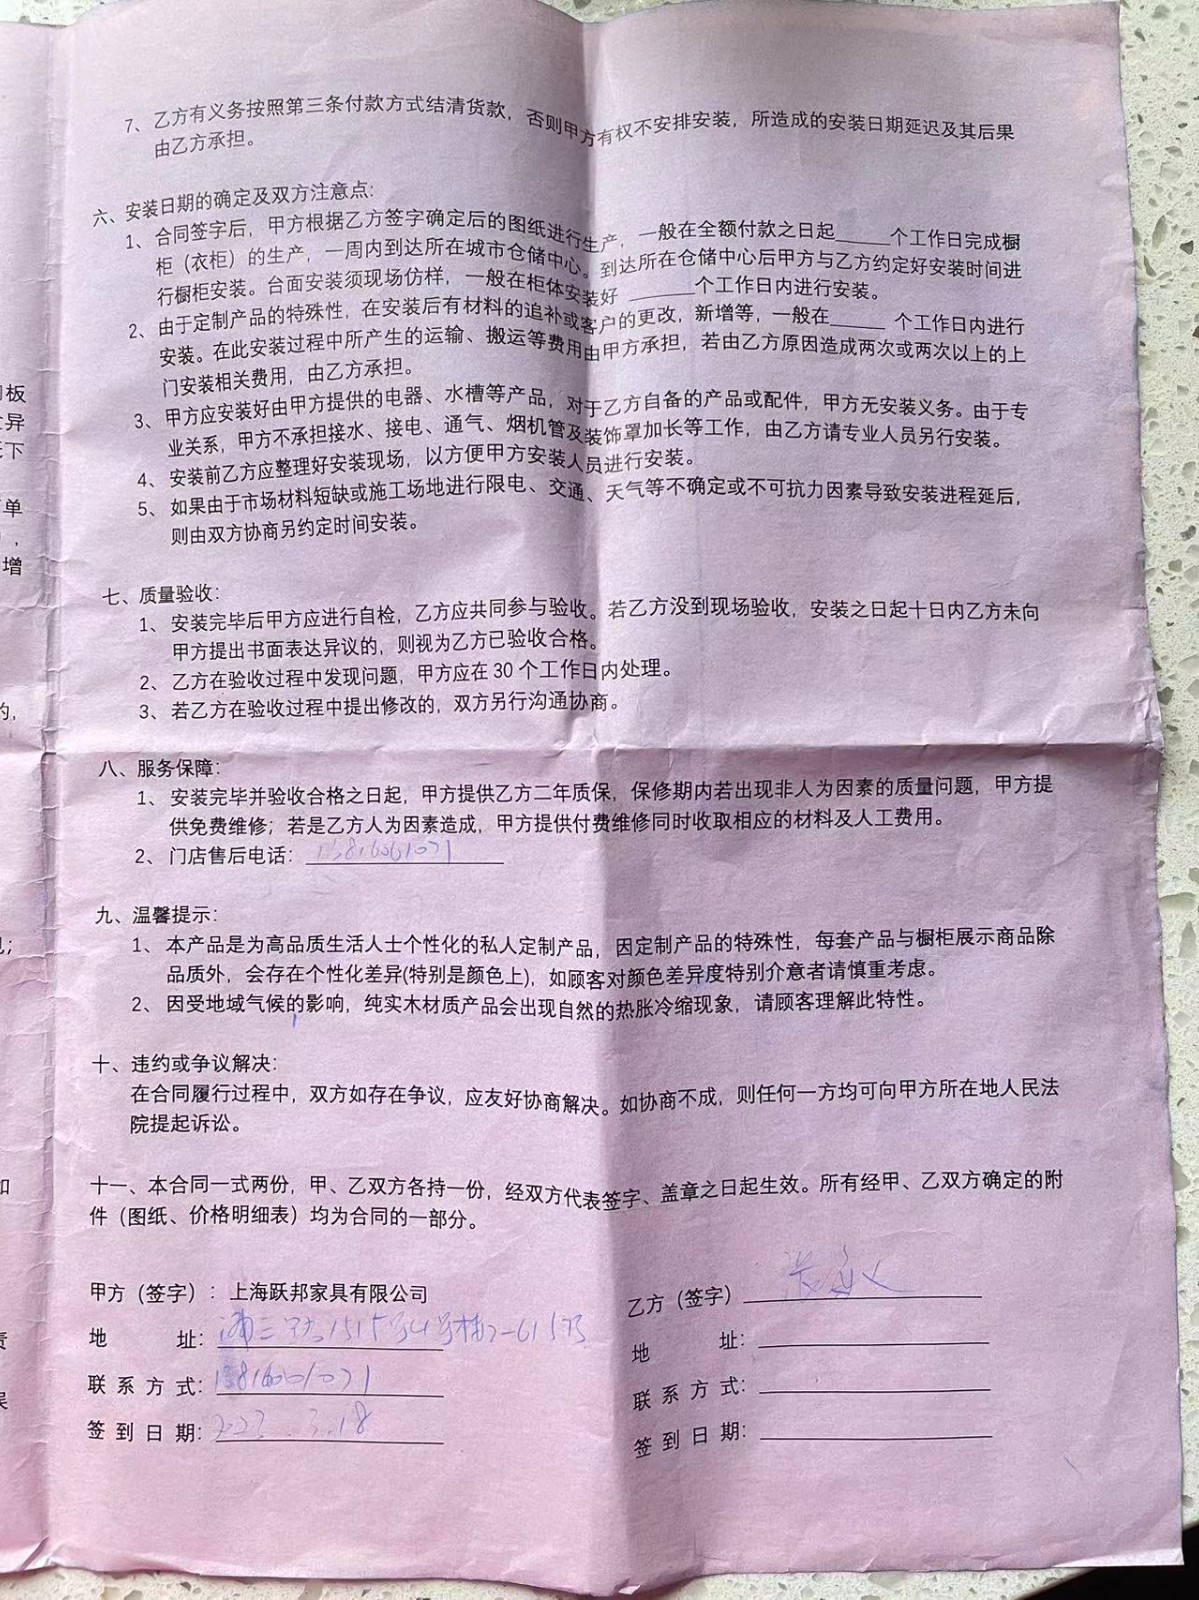 7、乙方有义务按照第三条付款方式结清货款，否则甲方有权不安排安装，所造成的安装日期延迟及其后果
由乙方承担。
六、安装日期的确定及双方注意点：
1、合同签字后，甲方根据乙方签字确定后的图纸进行生产，一般在全额付款之日起______个工作日完成橱
柜（衣柜）的生产，一周内到达所在城市仓储中心。到达所在仓储中心后甲方与乙方约定好安装时间进
行橱柜安装。台面安装须现场仿样，一般在柜体安装好 ______个工作日内进行安装。
2、由于定制产品的特殊性，在安装后有材料的追补或客户的更改，新增等，一般在______ 个工作日内进行
安装。在此安装过程中所产生的运输、搬运等费用由甲方承担，若由乙方原因造成两次或两次以上的上
门安装相关费用，由乙方承担。
3、甲方应安装好由甲方提供的电器、水槽等产品，对于乙方自备的产品或配件，甲方无安装义务。由于专
业关系，甲方不承担接水、接电、通气、烟机管及装饰罩加长等工作，由乙方请专业人员另行安装。
4、安装前乙方应整理好安装现场，以方便甲方安装人员进行安装。
5、如果由于市场材料短缺或施工场地进行限电、交通、天气等不确定或不可抗力因素导致安装进程延后，
则由双方协商另约定时间安装。
七、质量验收：
1、安装完毕后甲方应进行自检，乙方应共同参与验收。若乙方没到现场验收，安装之日起十日内乙方未向
甲方提出书面表达异议的，则视为乙方已验收合格。
2、乙方在验收过程中发现问题，甲方应在 30 个工作日内处理。
3、若乙方在验收过程中提出修改的，双方另行沟通协商。
八、服务保障：
1、安装完毕并验收合格之日起，甲方提供乙方二年质保，保修期内若出现非人为因素的质量问题，甲方提
供免费维修；若是乙方人为因素造成，甲方提供付费维修同时收取相应的材料及人工费用。
2、门店售后电话：
九、温馨提示：
1、本产品是为高品质生活人士个性化的私人定制产品，因定制产品的特殊性，每套产品与橱柜展示商品除
品质外，会存在个性化差异(特别是颜色上)，如顾客对颜色差异度特别介意者请慎重考虑。
2、因受地域气候的影响，纯实木材质产品会出现自然的热胀冷缩现象，请顾客理解此特性。
十、违约或争议解决：
在合同履行过程中，双方如存在争议，应友好协商解决。如协商不成，则任何一方均可向甲方所在地人民法
院提起诉讼。
十一、本合同一式两份，甲、乙双方各持一份，经双方代表签字、盖章之日起生效。所有经甲、乙双方确定的附
件（图纸、价格明细表）均为合同的一部分。
甲方（签字）：上海跃邦家具有限公司
地 址：
联 系 方 式：
签 到 日 期：
乙方（签字）
地 址：
联 系 方 式：
签 到 日 期：